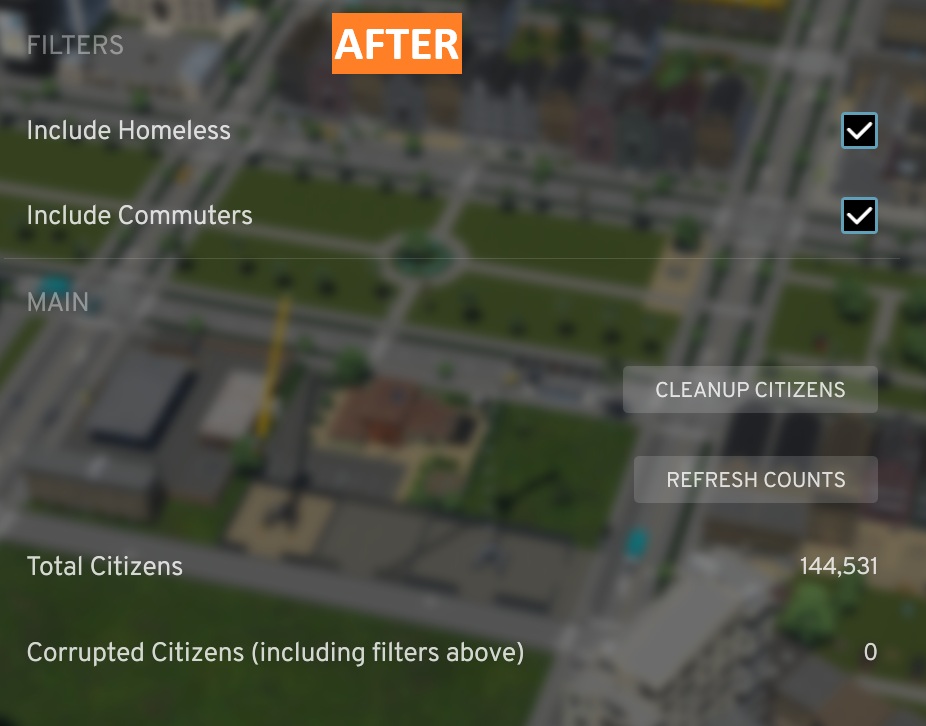 FILTERS
AFTER
Include Homeless
Include Commuters
MAIN
CLEANUP CITIZENS
REFRESH COUNTS
Total Citizens 144,531
Corrupted Citizens (including filters above) 0